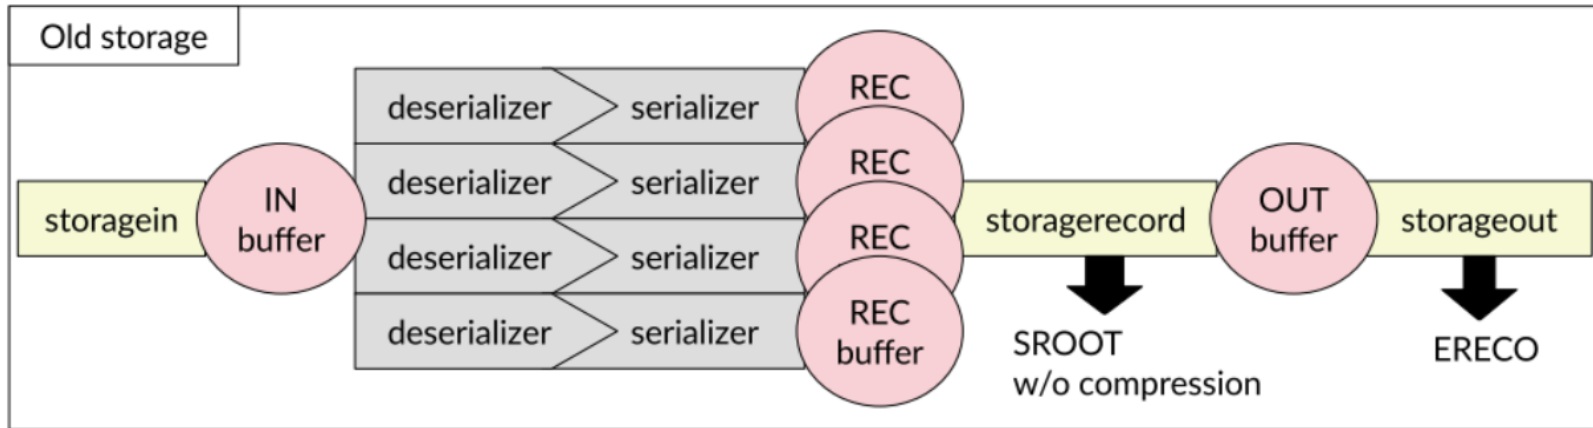 Old storage
storagein
IN
buffer
deserializer
serializer
REC
deserializer
serializer
REC
deserializer
serializer
REC
deserializer
serializer
REC
buffer
storagerecord
SROOT
w/o compression
OUT
buffer
storageout
ERECO